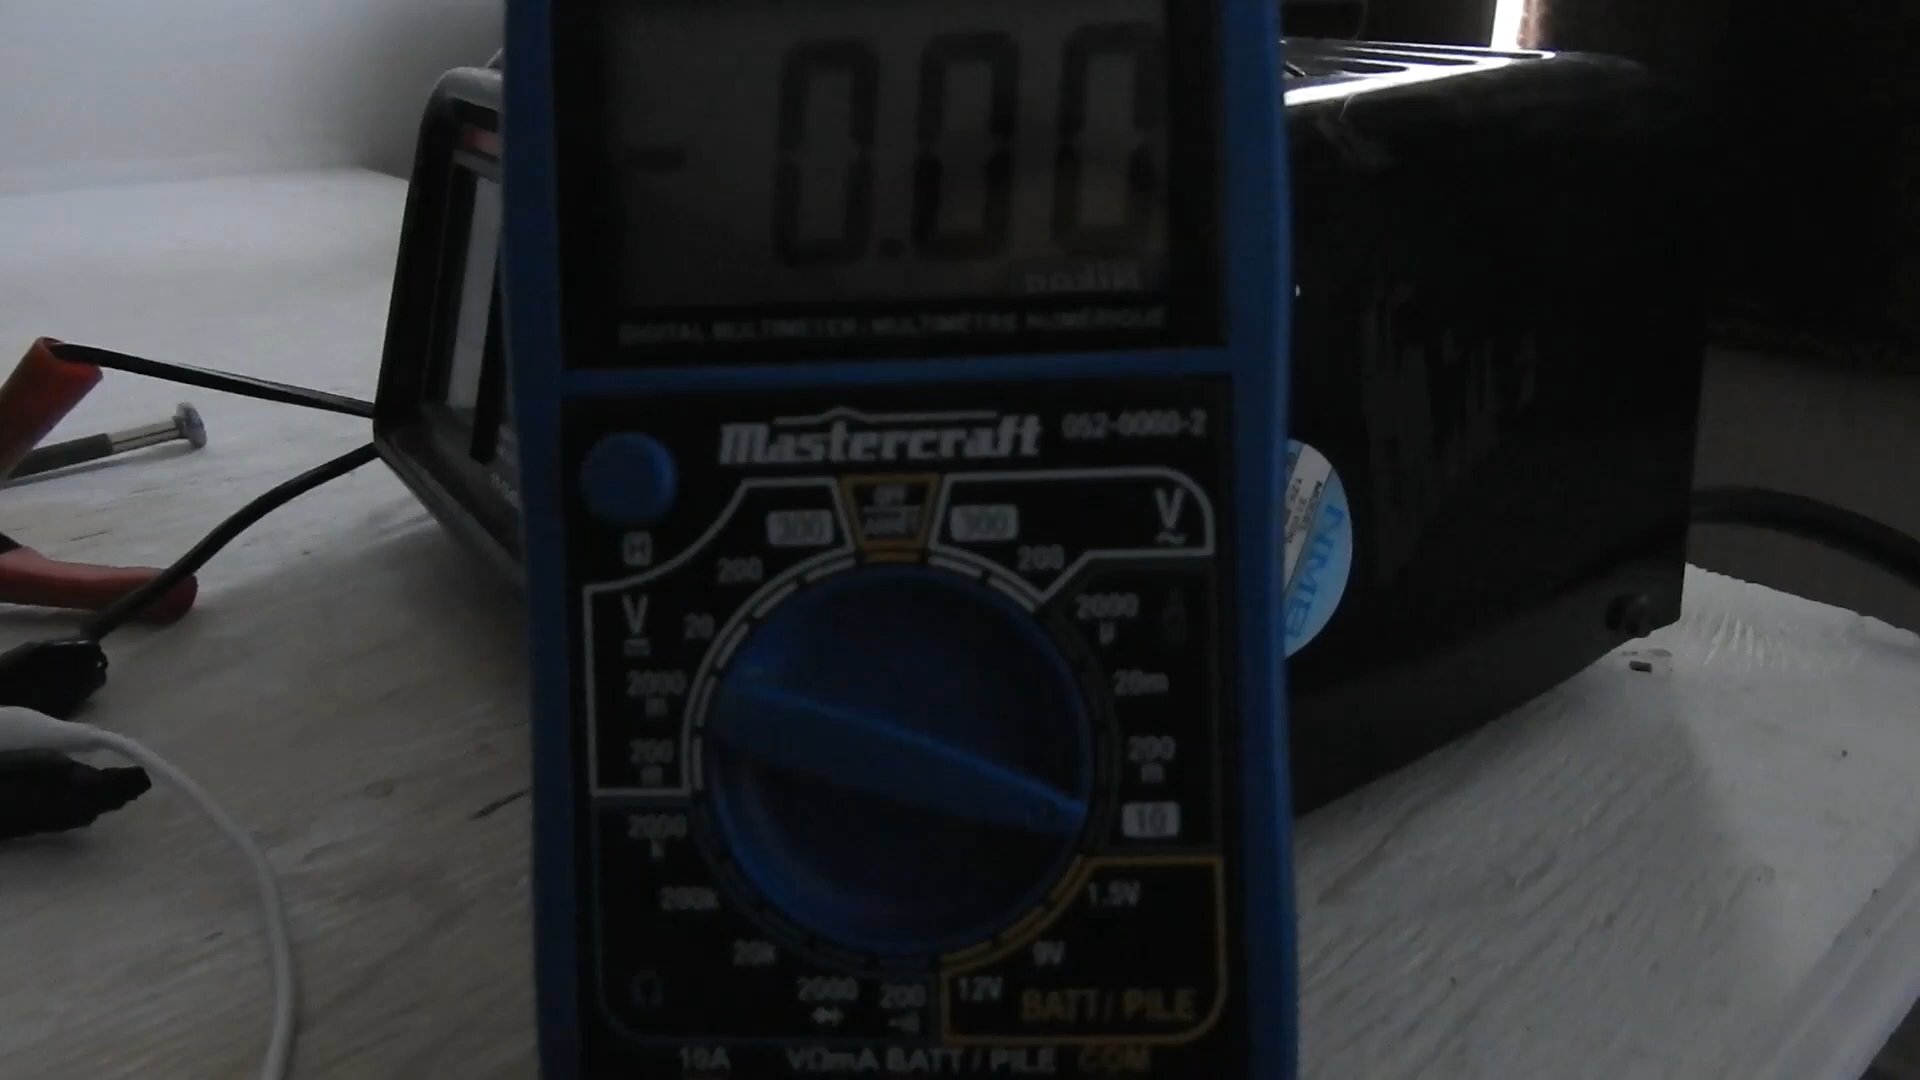 - 0.00
DIGITAL MULTIMETER / MULTIMÈTRE NUMÉRIQUE
Mastercraft 052-0060-2
OFF
300
300
V
H
200
200
V
20
2000
µ
2000
m
20m
200
m
200
m
2000
k
10
200k
1.5V
20k
9V
2000
200
12V
Ω
BATT/PILE
10A VΩmA BATT/PILE COM
NMB
MODEL